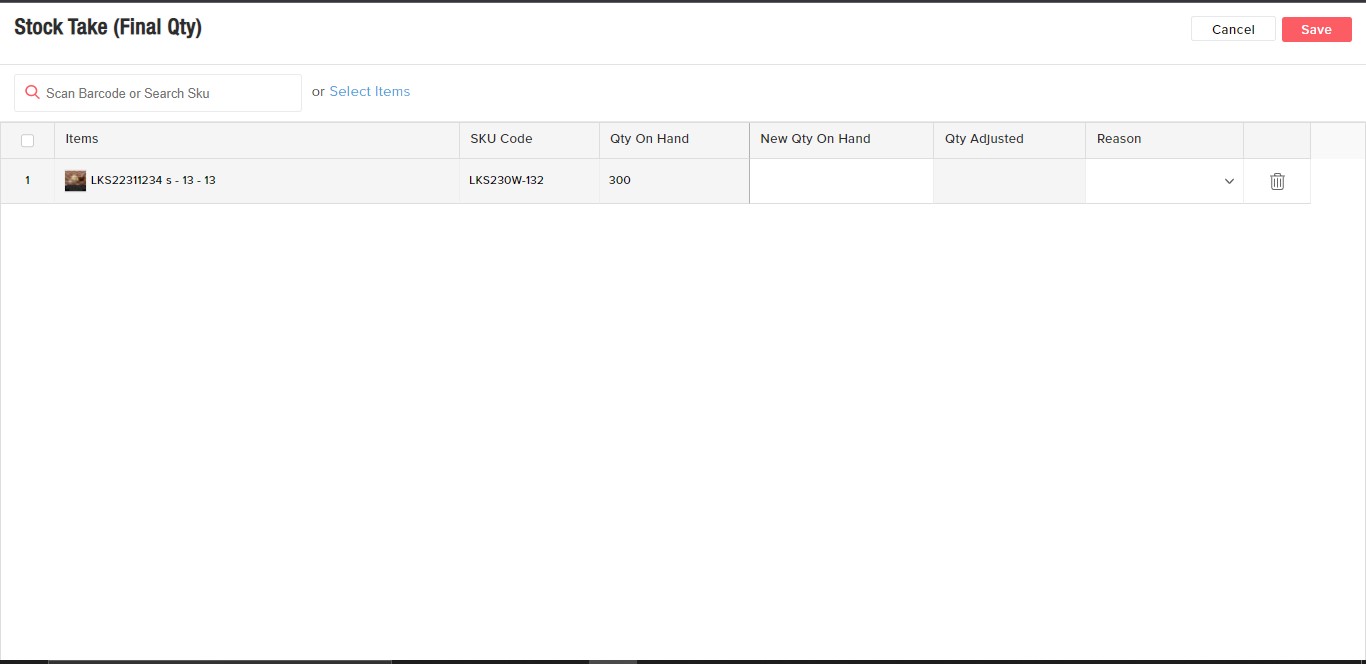 Stock Take (Final Qty)
Cancel
Save
Scan Barcode or Search Sku
or Select Items
Items
SKU Code
Qty On Hand
New Qty On Hand
Qty Adjusted
Reason
1
LKS22311234 s - 13 - 13
LKS230W-132
300